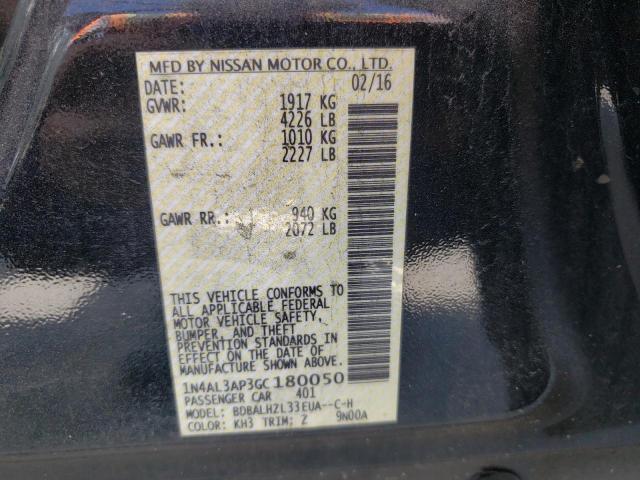 MFD BY NISSAN MOTOR CO., LTD.
DATE: 02/16
GVWR: 1917 KG
4226 LB
GAWR FR.: 1010 KG
2227 LB
GAWR RR.: 940 KG
2072 LB
THIS VEHICLE CONFORMS TO
ALL APPLICABLE FEDERAL
MOTOR VEHICLE SAFETY,
BUMPER, AND THEFT
PREVENTION STANDARDS IN
EFFECT ON THE DATE OF
MANUFACTURE SHOWN ABOVE.
1N4AL3AP3GC180050
PASSENGER CAR 401
MODEL: BDBALHZL33EUA--C-H
COLOR: KH3 TRIM: Z 9N00A